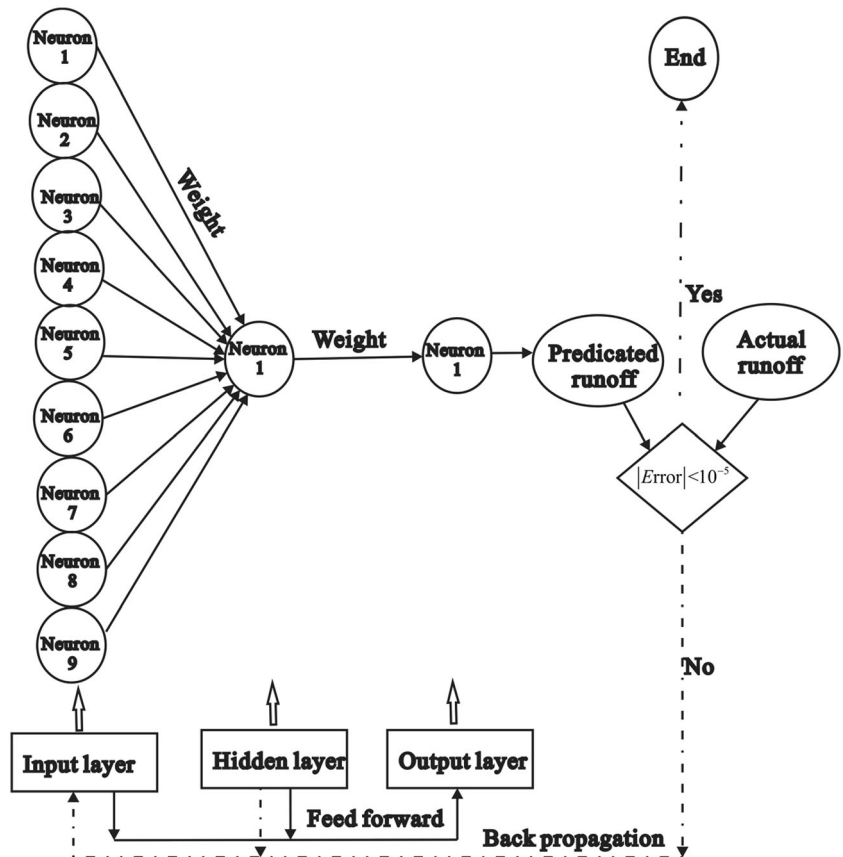 Neuron
1
Neuron
2
Neuron
3
Neuron
4
Neuron
5
Neuron
6
Neuron
7
Neuron
8
Neuron
9
Weight
Neuron
1
Weight
Neuron
1
Predicated
runoff
Actual
runoff
|Error|<10⁻⁵
Yes
End
No
Input layer
Hidden layer
Output layer
Feed forward
Back propagation